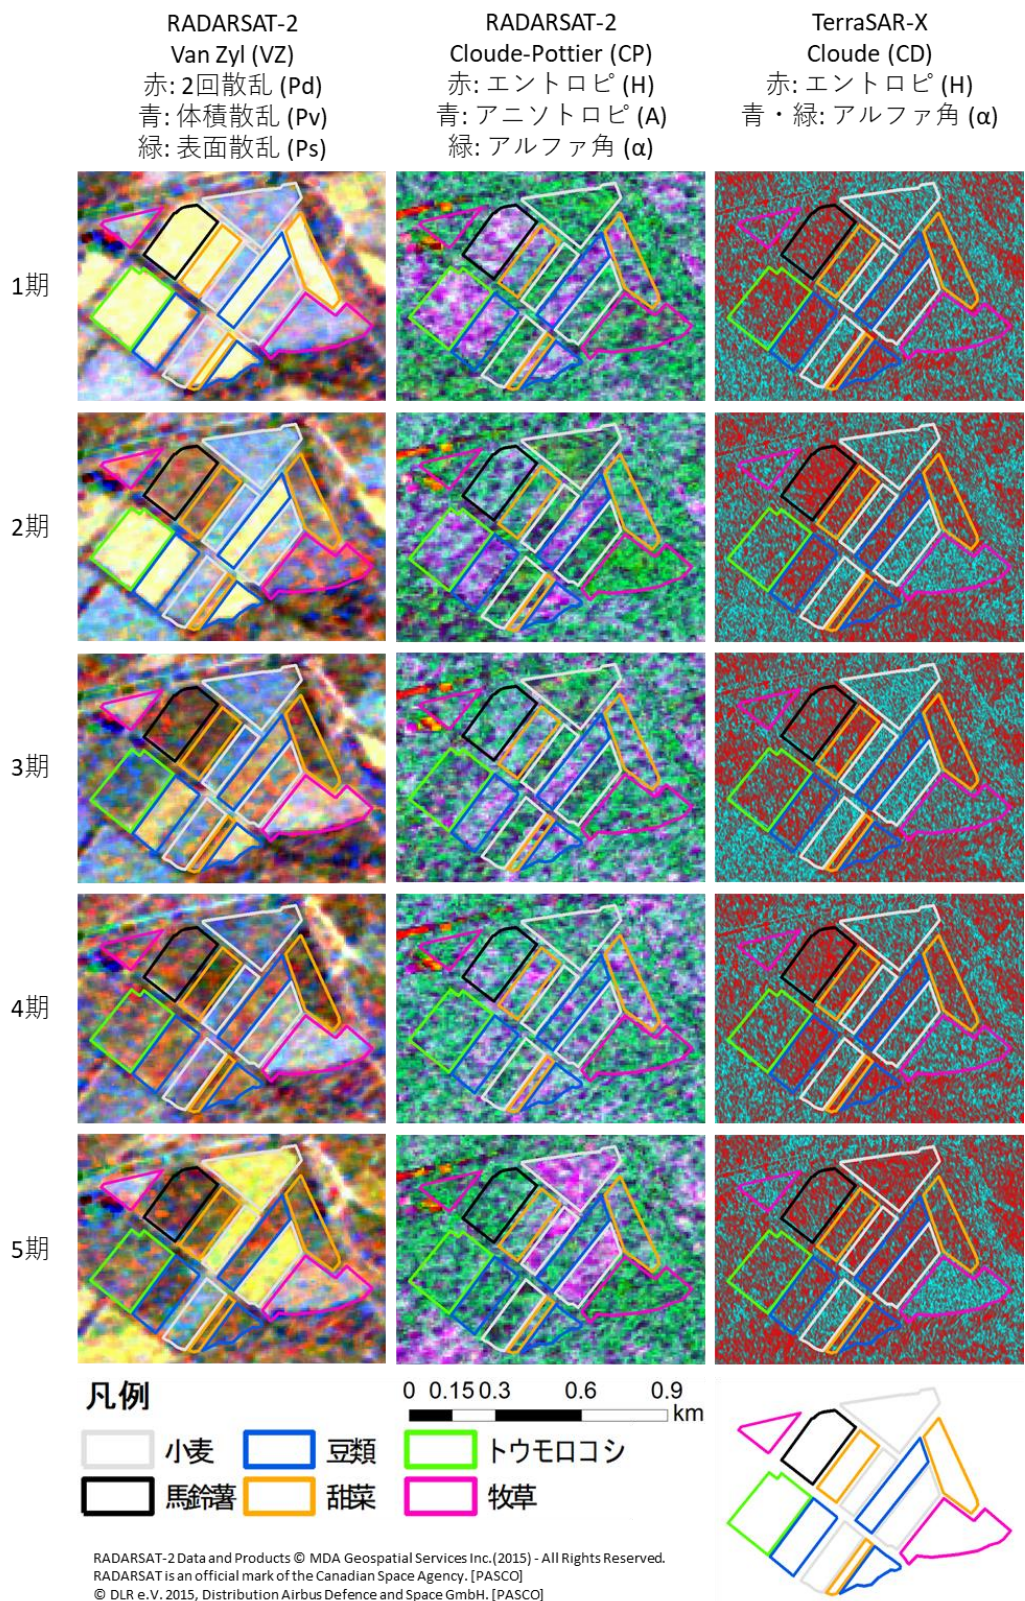 RADARSAT-2
Van Zyl (VZ)
赤: 2回散乱 (Pd)
青: 体積散乱 (Pv)
緑: 表面散乱 (Ps)
RADARSAT-2
Cloude-Pottier (CP)
赤: エントロピ (H)
青: アニソトロピ (A)
緑: アルファ角 (α)
TerraSAR-X
Cloude (CD)
赤: エントロピ (H)
青・緑: アルファ角 (α)
1期
2期
3期
4期
5期
凡例
0 0.15 0.3 0.6 0.9
km
小麦 豆類 トウモロコシ
馬鈴薯 甜菜 牧草
RADARSAT-2 Data and Products © MDA Geospatial Services Inc.(2015) - All Rights Reserved.
RADARSAT is an official mark of the Canadian Space Agency. [PASCO]
© DLR e.V. 2015, Distribution Airbus Defence and Space GmbH. [PASCO]